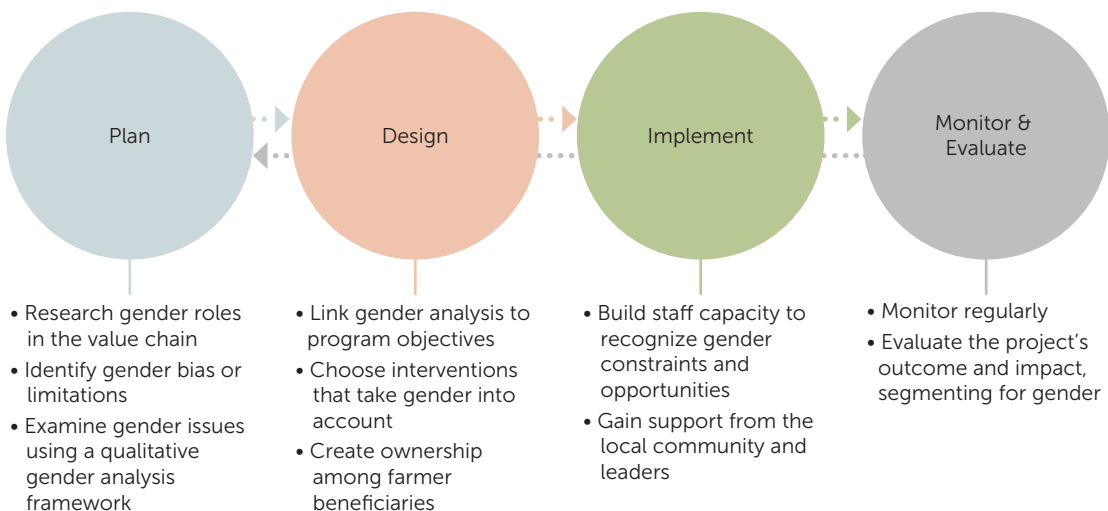 Plan
Design
Implement
Monitor &
Evaluate
• Research gender roles
in the value chain
• Identify gender bias or
limitations
• Examine gender issues
using a qualitative
gender analysis
framework
• Link gender analysis to
program objectives
• Choose interventions
that take gender into
account
• Create ownership
among farmer
beneficiaries
• Build staff capacity to
recognize gender
constraints and
opportunities
• Gain support from the
local community and
leaders
• Monitor regularly
• Evaluate the project’s
outcome and impact,
segmenting for gender